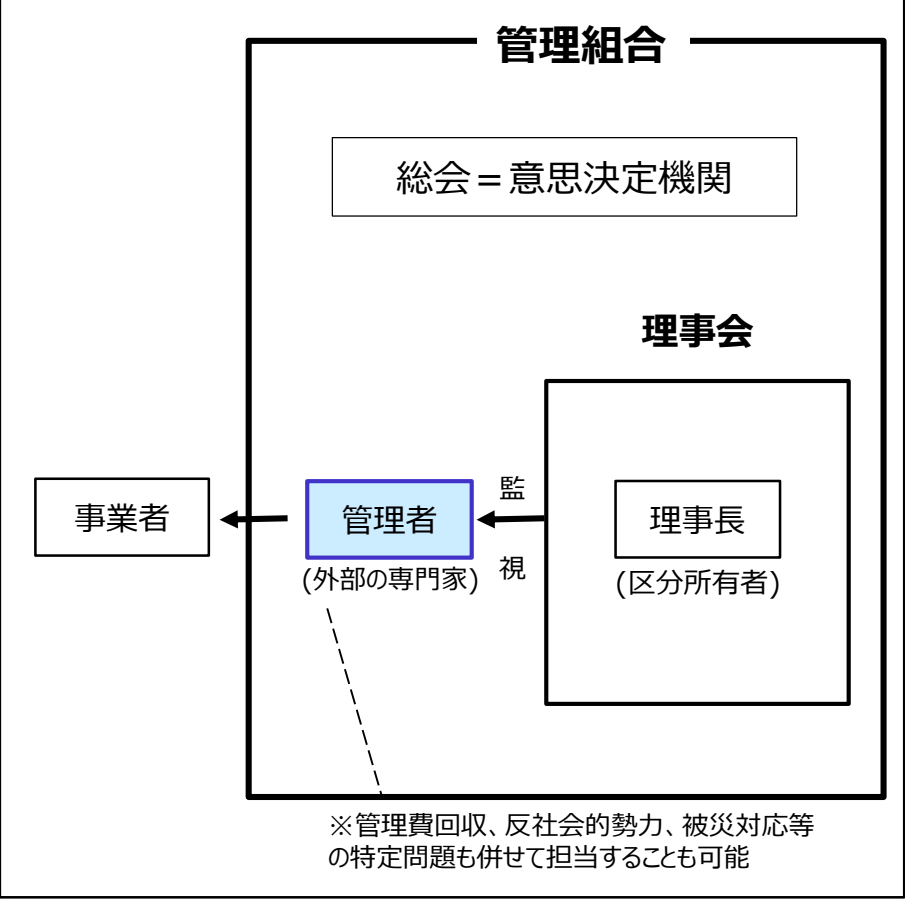 管理組合
総会＝意思決定機関
理事会
事業者
管理者
(外部の専門家)
監
視
理事長
(区分所有者)
※管理費回収、反社会的勢力、被災対応等
の特定問題も併せて担当することも可能